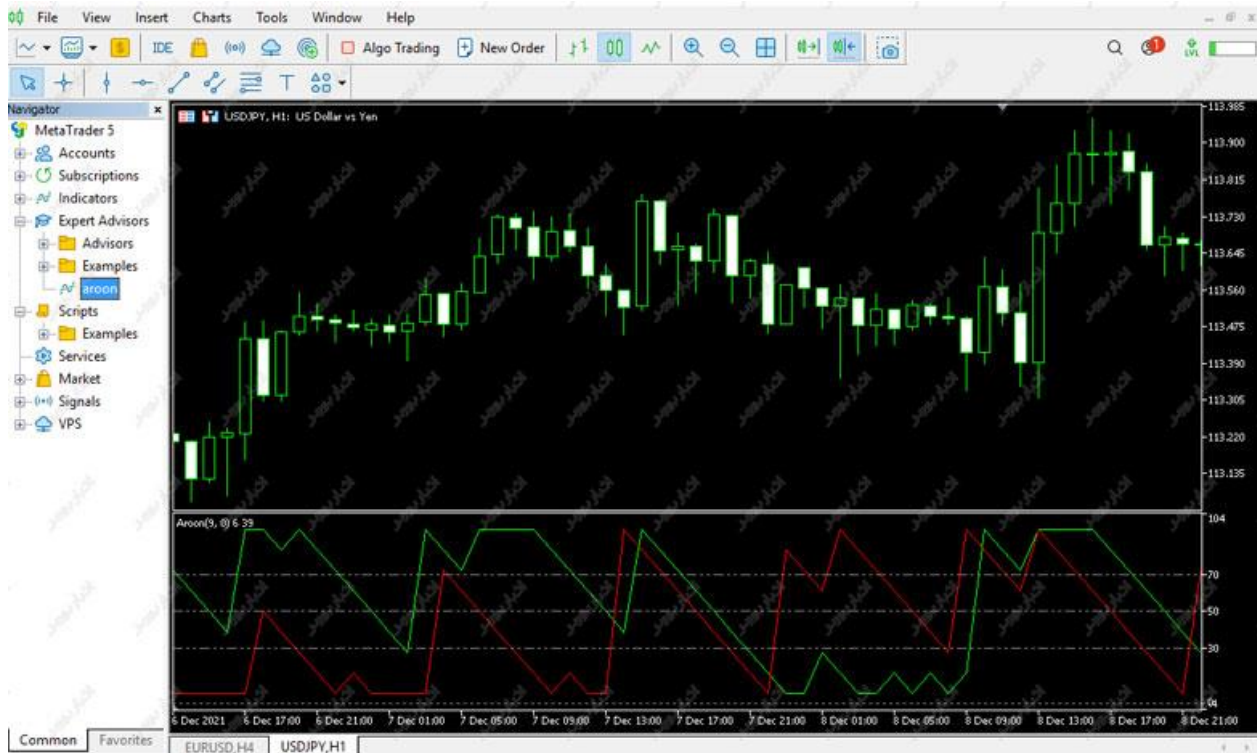 File View Insert Charts Tools Window Help
IDE Algo Trading New Order 1 LVL
Navigator
MetaTrader 5
Accounts
Subscriptions
Indicators
Expert Advisors
Advisors
Examples
aroon
Scripts
Examples
Services
Market
Signals
VPS
Common Favorites
USDJPY, H1: US Dollar vs Yen
113.985
113.900
113.815
113.730
113.645
113.560
113.475
113.390
113.305
113.220
113.135
Aroon(9, 0) 6 39
104
70
50
30
6 Dec 2021 6 Dec 17:00 6 Dec 21:00 7 Dec 01:00 7 Dec 05:00 7 Dec 09:00 7 Dec 13:00 7 Dec 17:00 7 Dec 21:00 8 Dec 01:00 8 Dec 05:00 8 Dec 09:00 8 Dec 13:00 8 Dec 17:00 8 Dec 21:00
EURUSD,H4 USDJPY,H1